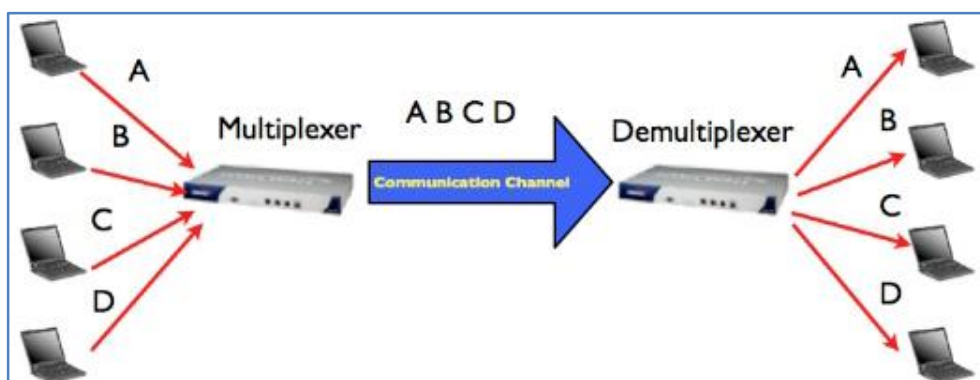 A
B
C
D
Multiplexer
A B C D
Communication Channel
Demultiplexer
A
B
C
D